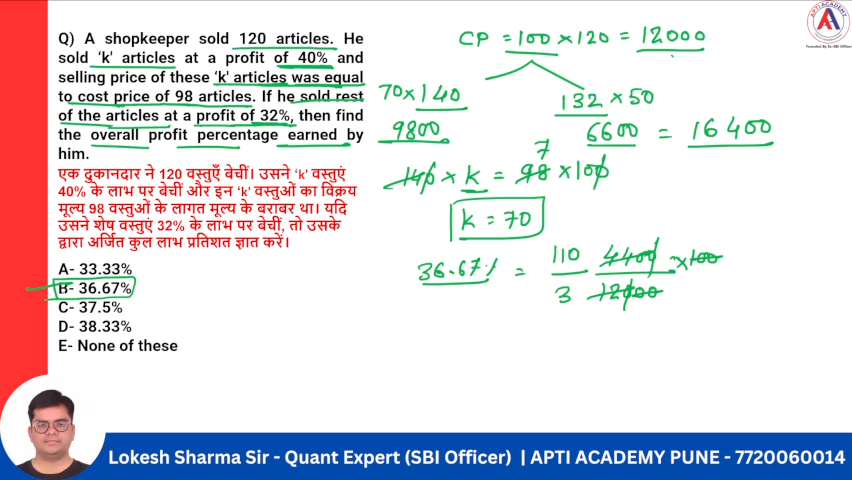 Q) A shopkeeper sold 120 articles. He
sold 'k' articles at a profit of 40% and
selling price of these 'k' articles was equal
to cost price of 98 articles. If he sold rest
of the articles at a profit of 32%, then find
the overall profit percentage earned by
him.
एक दुकानदार ने 120 वस्तुएँ बेचीं। उसने 'k' वस्तुएं
40% के लाभ पर बेचीं और इन 'k' वस्तुओं का विक्रय
मूल्य 98 वस्तुओं के लागत मूल्य के बराबर था। यदि
उसने शेष वस्तुएं 32% के लाभ पर बेचीं, तो उसके
द्वारा अर्जित कुल लाभ प्रतिशत ज्ञात करें।
A- 33.33%
B- 36.67%
C- 37.5%
D- 38.33%
E- None of these
CP = 100 × 120 = 12000
70 × 140
132 × 50
9800
6600 = 16400
7
140 × k = 98 × 100
k = 70
36.67% = 110 4400 × 100
3 12000
APTI ACADEMY
Lokesh Sharma Sir - Quant Expert (SBI Officer) | APTI ACADEMY PUNE - 7720060014